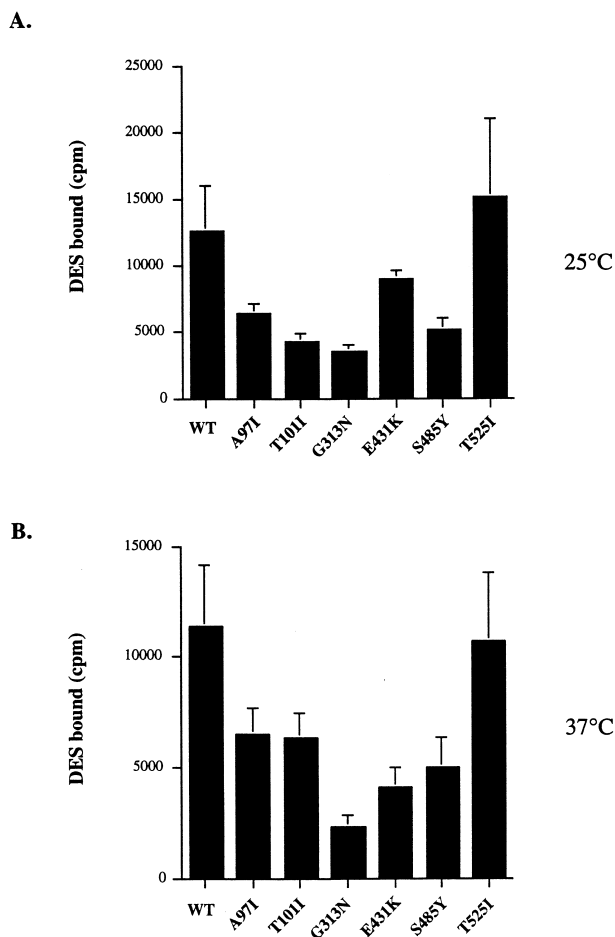 A.
25000
20000
15000
10000
5000
0
DES bound (cpm)
25°C
WT
A97I
T101I
G313N
E431K
S485Y
T525I
B.
15000
10000
5000
0
DES bound (cpm)
37°C
WT
A97I
T101I
G313N
E431K
S485Y
T525I